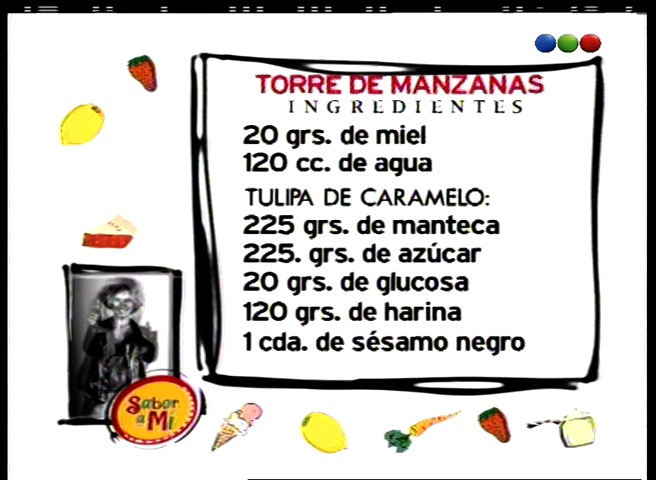 TORRE DE MANZANAS
INGREDIENTES
20 grs. de miel
120 cc. de agua
TULIPA DE CARAMELO:
225 grs. de manteca
225. grs. de azúcar
20 grs. de glucosa
120 grs. de harina
1 cda. de sésamo negro
Sabor
a Mí